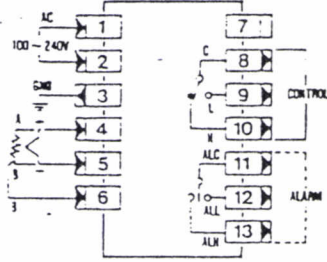 AC
100~240V
GND
A
B
B
1
2
3
4
5
6
7
8
9
10
11
12
13
C
L
H
ALC
ALL
ALH
CONTROL
ALARM